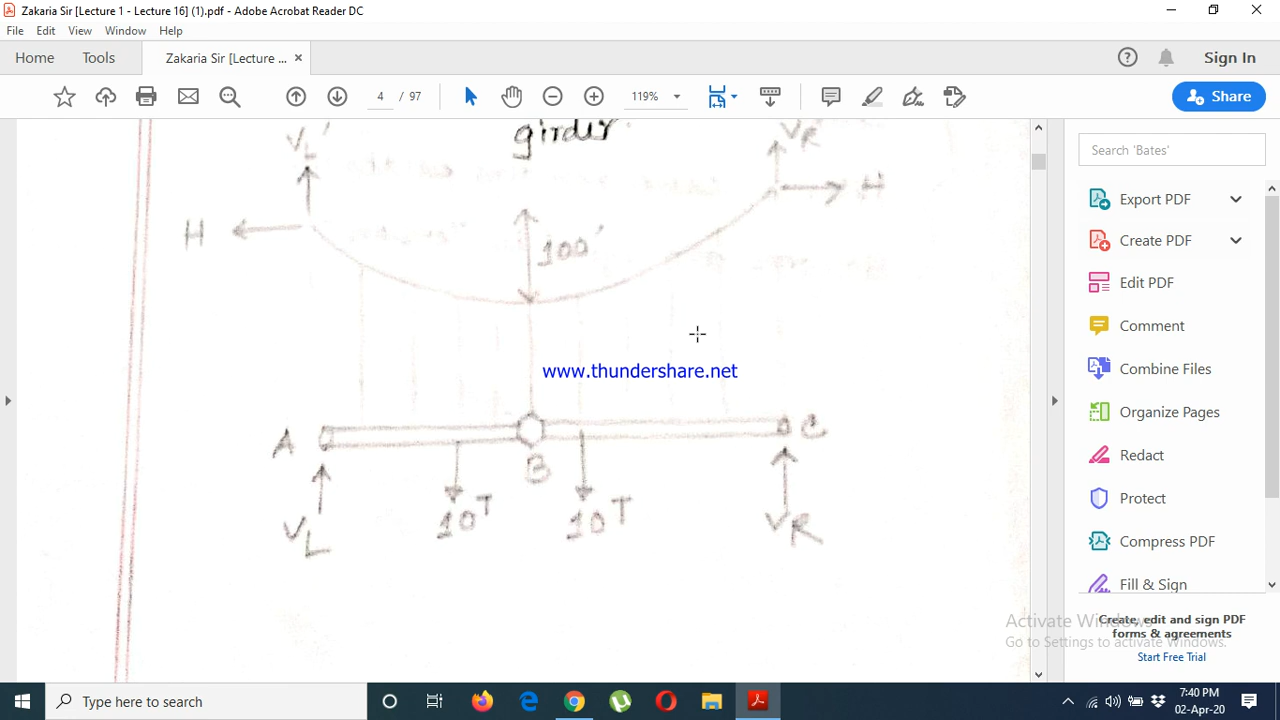 Zakaria Sir [Lecture 1 - Lecture 16] (1).pdf - Adobe Acrobat Reader DC
File Edit View Window Help
Home Tools Zakaria Sir [Lecture ... ×
Sign In
4 / 97 119% Share
girder.
VL' VR'
H H
100'
www.thundershare.net
A B C
10T 10T
VL VR
Search 'Bates'
Export PDF
Create PDF
Edit PDF
Comment
Combine Files
Organize Pages
Redact
Protect
Compress PDF
Fill & Sign
Create, edit and sign PDF
forms & agreements
Start Free Trial
Activate Windows
Go to Settings to activate Windows.
Type here to search
7:40 PM
02-Apr-20